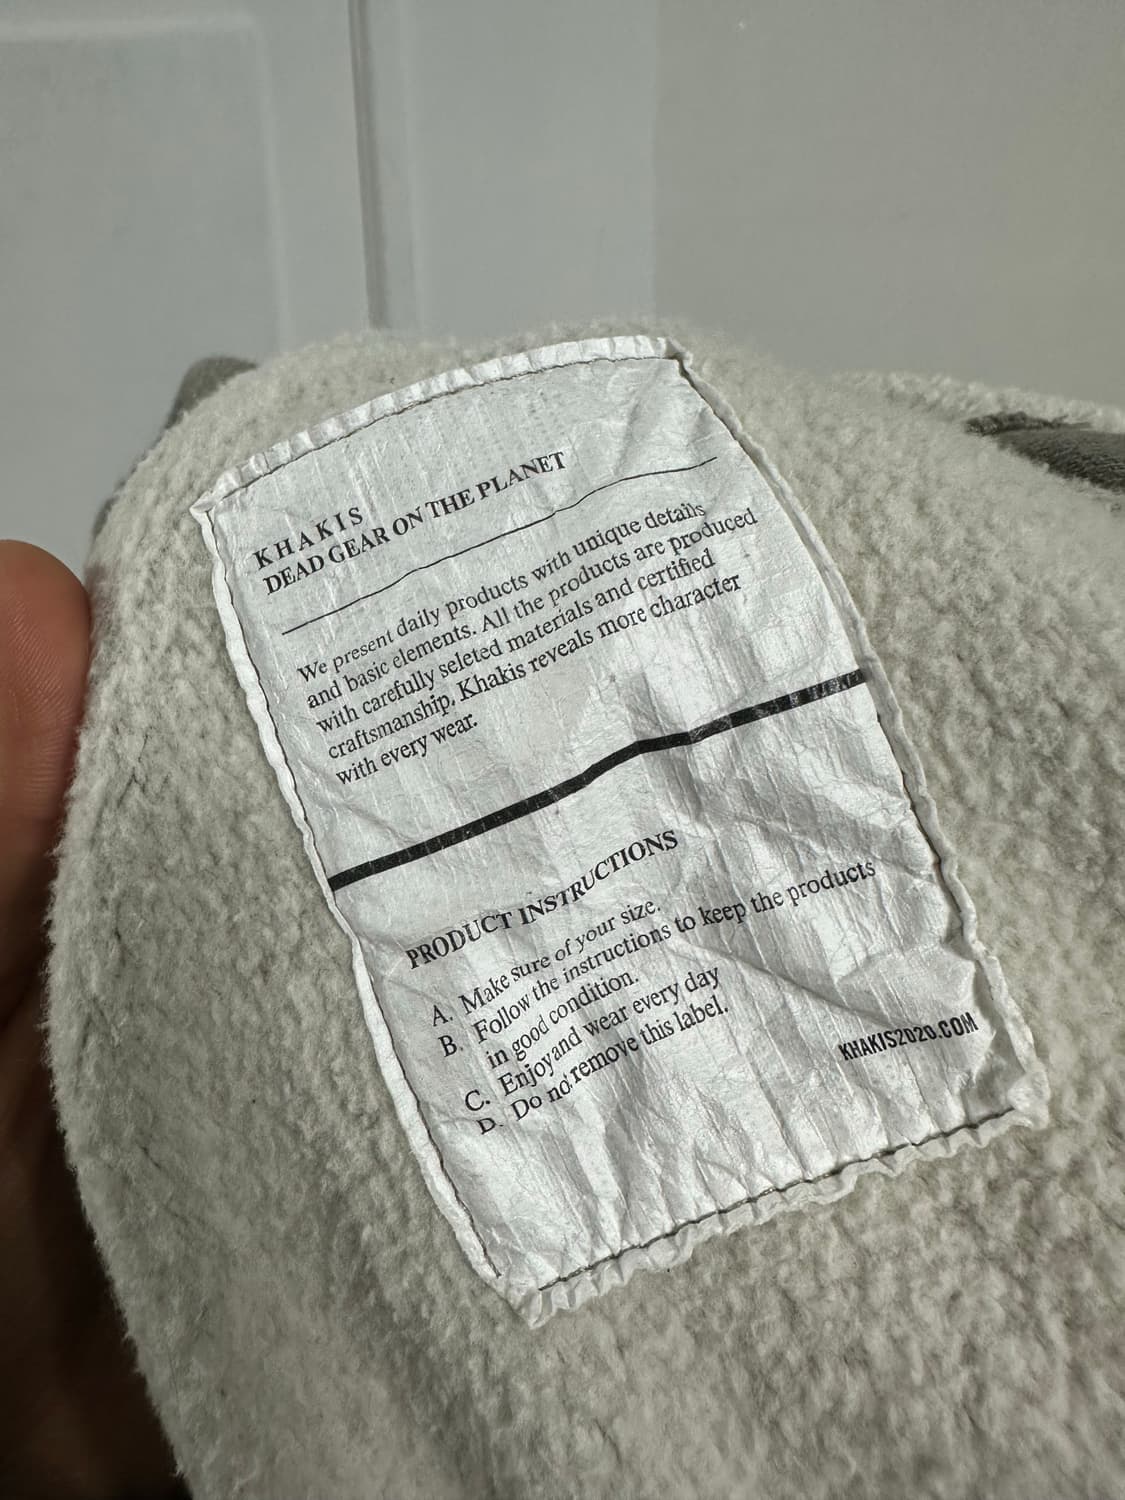 KHAKIS
DEAD GEAR ON THE PLANET
We present daily products with unique details
and basic elements. All the products are produced
with carefully seleted materials and certified
craftsmanship. Khakis reveals more character
with every wear.
PRODUCT INSTRUCTIONS
A. Make sure of your size.
B. Follow the instructions to keep the products
in good condition.
C. Enjoy and wear every day
D. Do not remove this label.
KHAKIS2020.COM